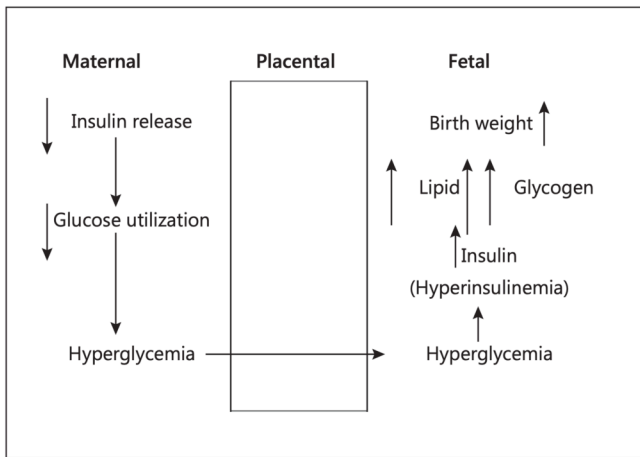 Maternal Placental Fetal
Insulin release Birth weight
Lipid Glycogen
Glucose utilization
Insulin
(Hyperinsulinemia)
Hyperglycemia Hyperglycemia